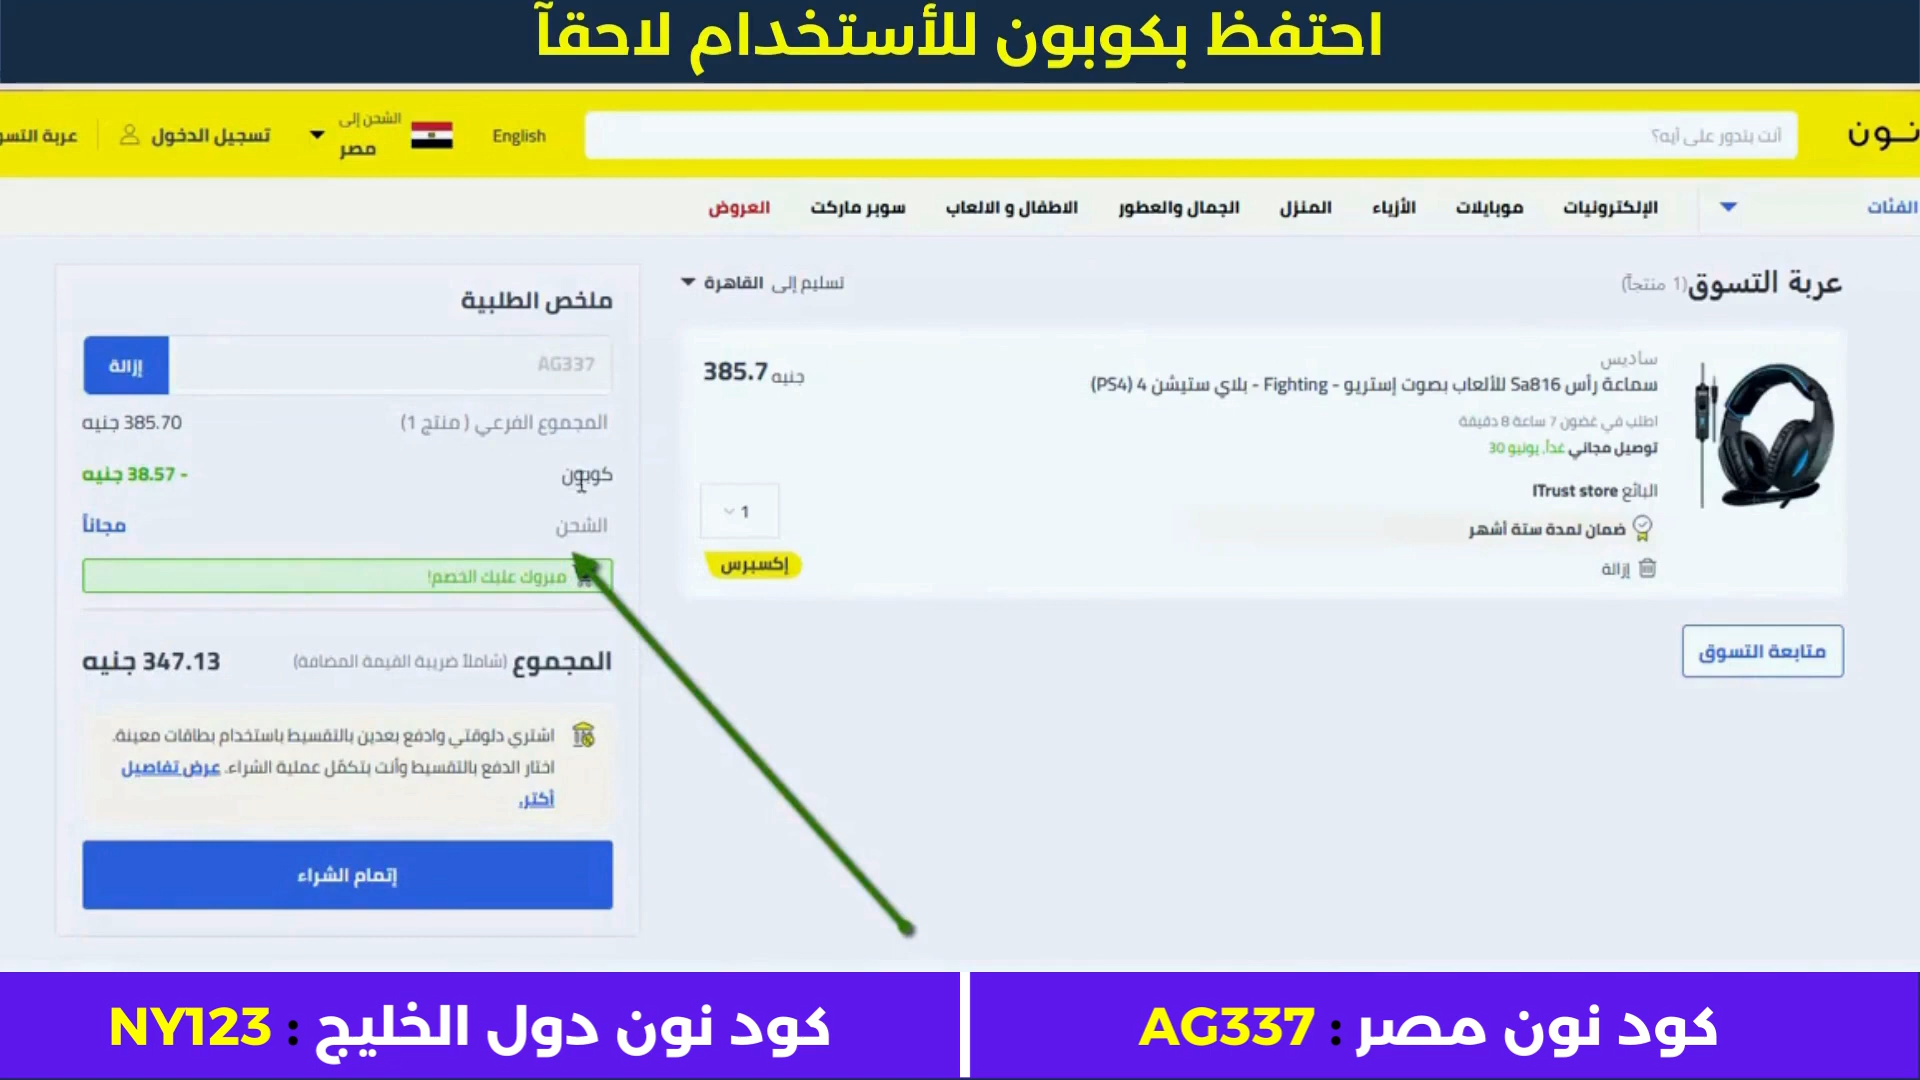 احتفظ بكوبون للأستخدام لاحقآ
نون
أنت بتدور على أيه؟
English
الشحن إلى
مصر
تسجيل الدخول
عربة التسو
الفئات
الإلكترونيات
موبايلات
الأزياء
المنزل
الجمال والعطور
الاطفال و الالعاب
سوبر ماركت
العروض
عربة التسوق (1 منتجاً)
تسليم إلى القاهرة
ساديس
سماعة رأس Sa816 للألعاب بصوت إستريو - Fighting - بلاي ستيشن 4 (PS4)
جنيه 385.7
اطلب في غضون 7 ساعة 8 دقيقة
توصيل مجاني غداً, يونيو 30
البائع ITrust store
ضمان لمدة ستة أشهر
إزالة
1
إكسبرس
متابعة التسوق
ملخص الطلبية
AG337
إزالة
المجموع الفرعي ( منتج 1)
385.70 جنيه
كوبون
- 38.57 جنيه
الشحن
مجاناً
مبروك عليك الخصم!
المجموع (شاملاً ضريبة القيمة المضافة)
347.13 جنيه
اشتري دلوقتي وادفع بعدين بالتقسيط باستخدام بطاقات معينة.
اختار الدفع بالتقسيط وأنت بتكمّل عملية الشراء. عرض تفاصيل
أكتر.
إتمام الشراء
كود نون مصر : AG337
كود نون دول الخليج : NY123